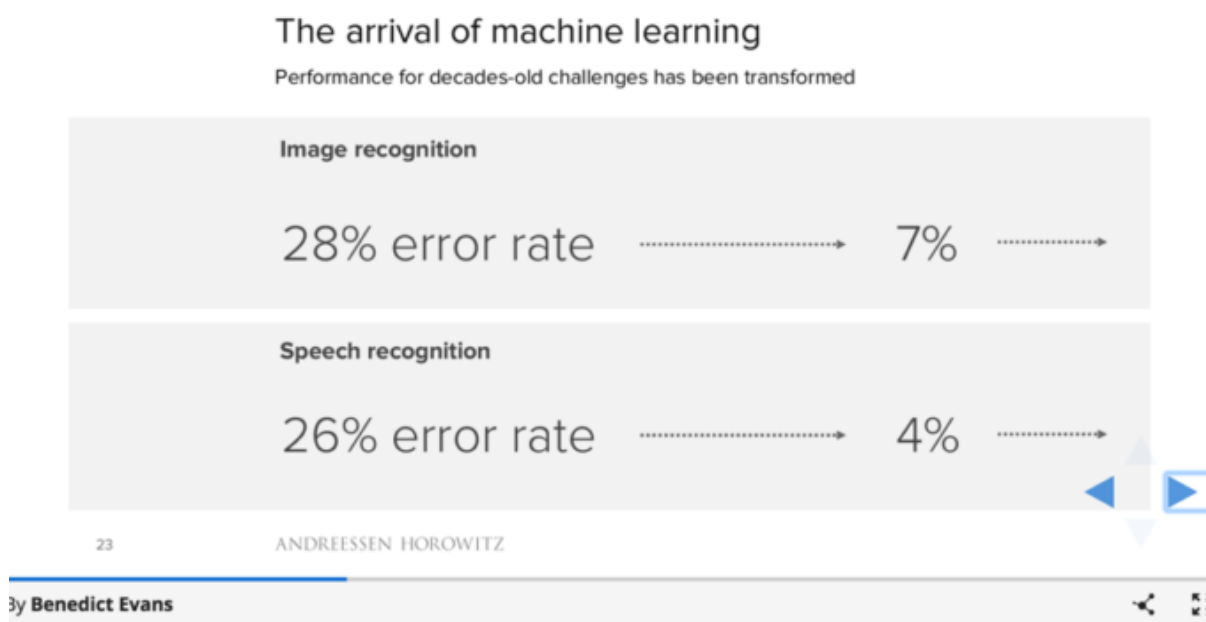 The arrival of machine learning
Performance for decades-old challenges has been transformed
Image recognition
28% error rate 7%
Speech recognition
26% error rate 4%
23 ANDREESSEN HOROWITZ
By Benedict Evans